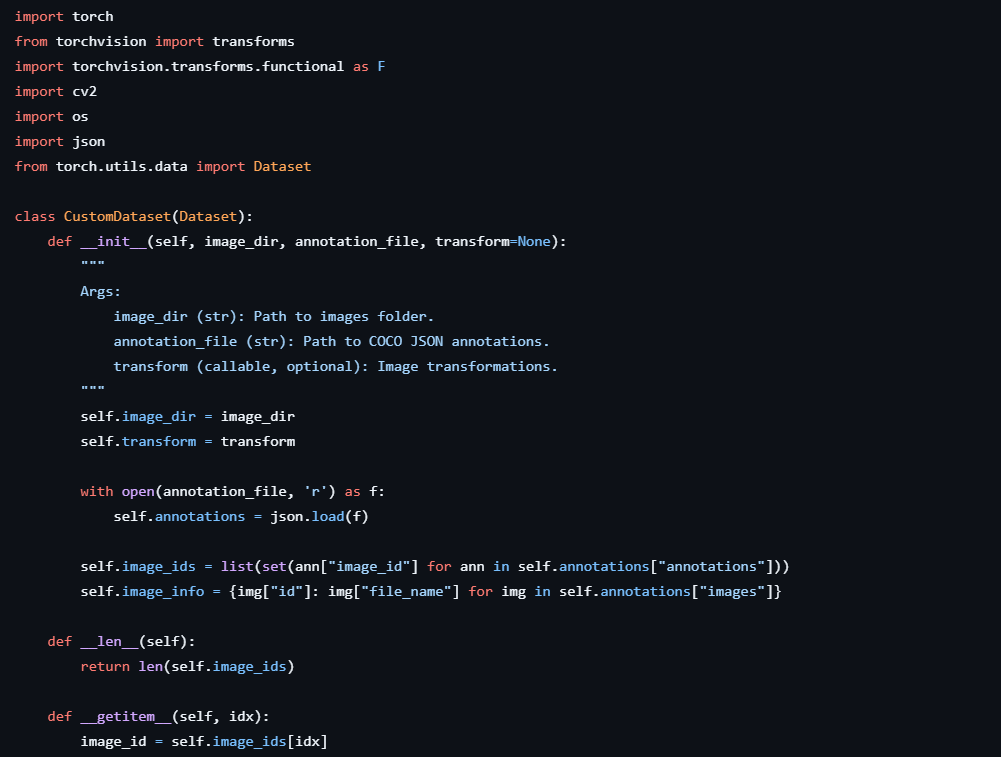 import torch
from torchvision import transforms
import torchvision.transforms.functional as F
import cv2
import os
import json
from torch.utils.data import Dataset

class CustomDataset(Dataset):
    def __init__(self, image_dir, annotation_file, transform=None):
        """
        Args:
            image_dir (str): Path to images folder.
            annotation_file (str): Path to COCO JSON annotations.
            transform (callable, optional): Image transformations.
        """
        self.image_dir = image_dir
        self.transform = transform

        with open(annotation_file, 'r') as f:
            self.annotations = json.load(f)

        self.image_ids = list(set(ann["image_id"] for ann in self.annotations["annotations"]))
        self.image_info = {img["id"]: img["file_name"] for img in self.annotations["images"]}

    def __len__(self):
        return len(self.image_ids)

    def __getitem__(self, idx):
        image_id = self.image_ids[idx]